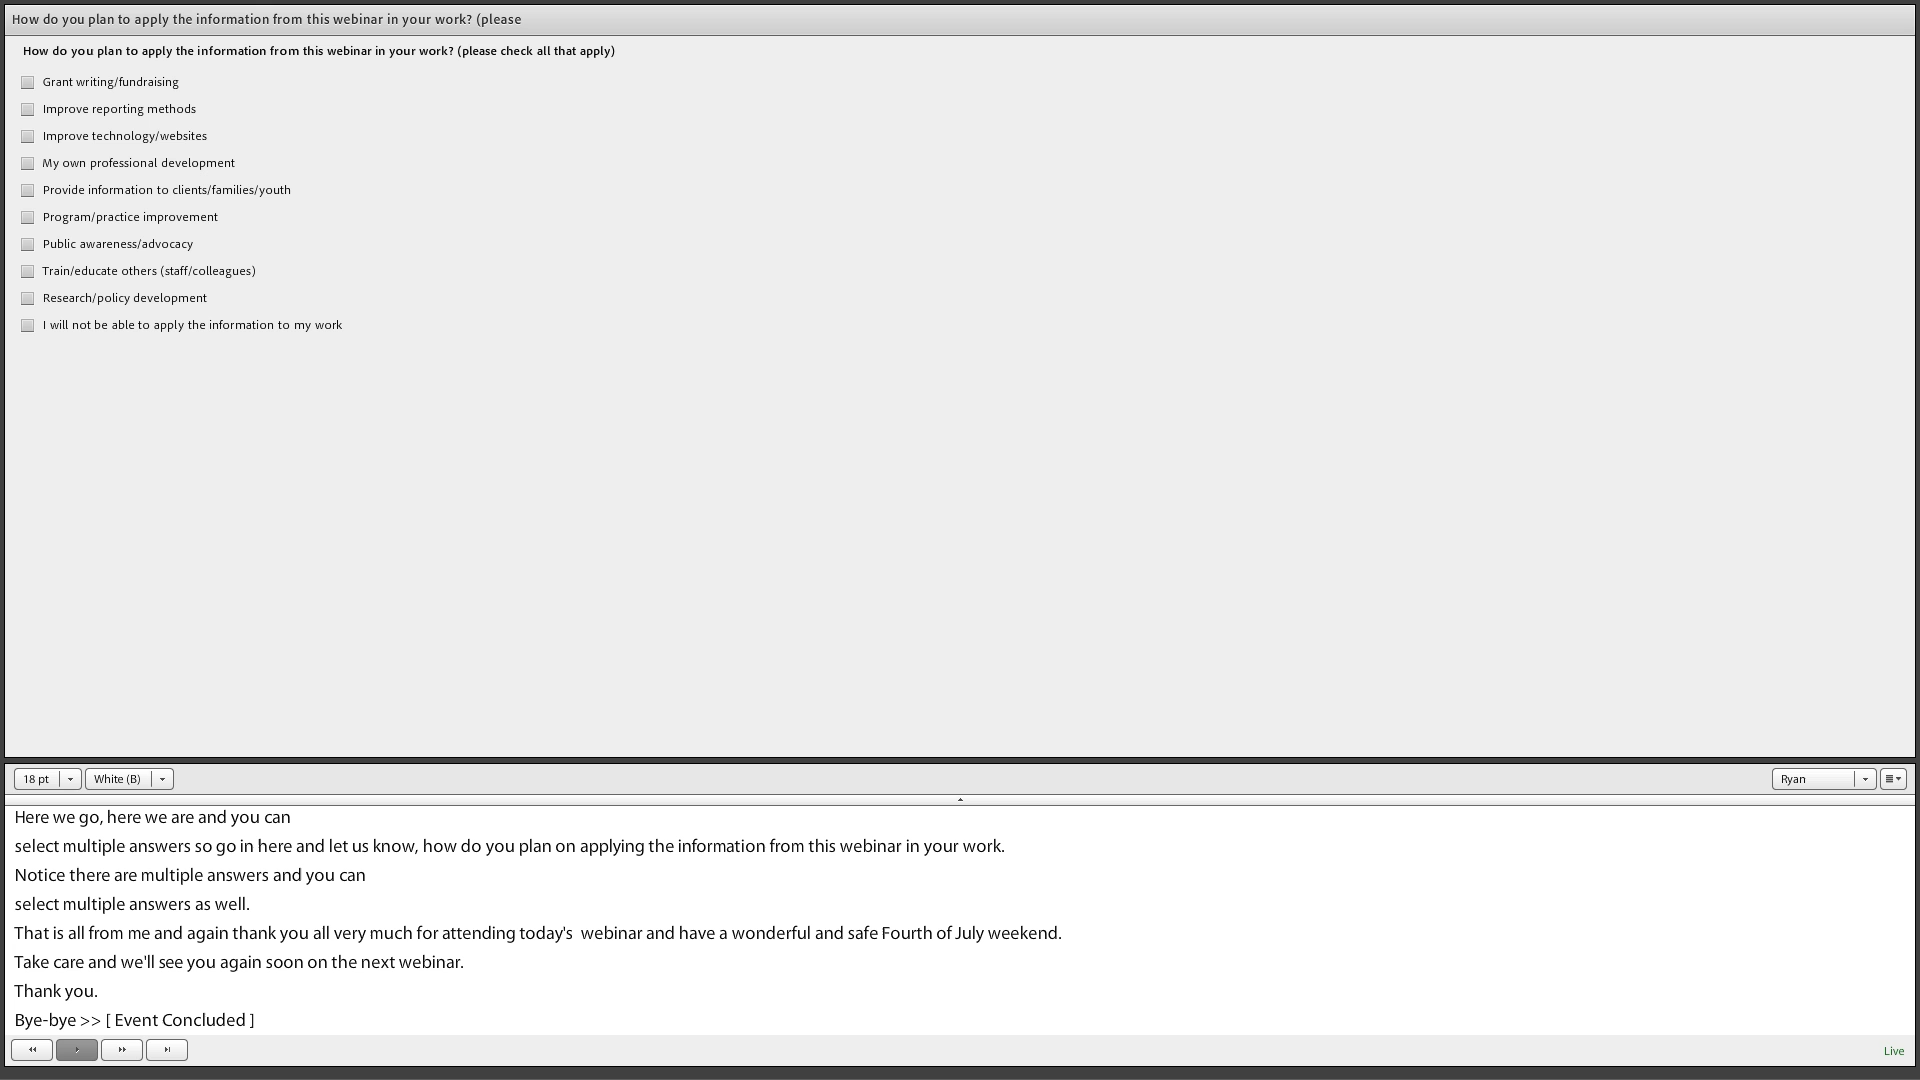 How do you plan to apply the information from this webinar in your work? (please
How do you plan to apply the information from this webinar in your work? (please check all that apply)
Grant writing/fundraising
Improve reporting methods
Improve technology/websites
My own professional development
Provide information to clients/families/youth
Program/practice improvement
Public awareness/advocacy
Train/educate others (staff/colleagues)
Research/policy development
I will not be able to apply the information to my work
18 pt White (B) Ryan
Here we go, here we are and you can
select multiple answers so go in here and let us know, how do you plan on applying the information from this webinar in your work.
Notice there are multiple answers and you can
select multiple answers as well.
That is all from me and again thank you all very much for attending today's  webinar and have a wonderful and safe Fourth of July weekend.
Take care and we'll see you again soon on the next webinar.
Thank you.
Bye-bye >> [ Event Concluded ]
Live